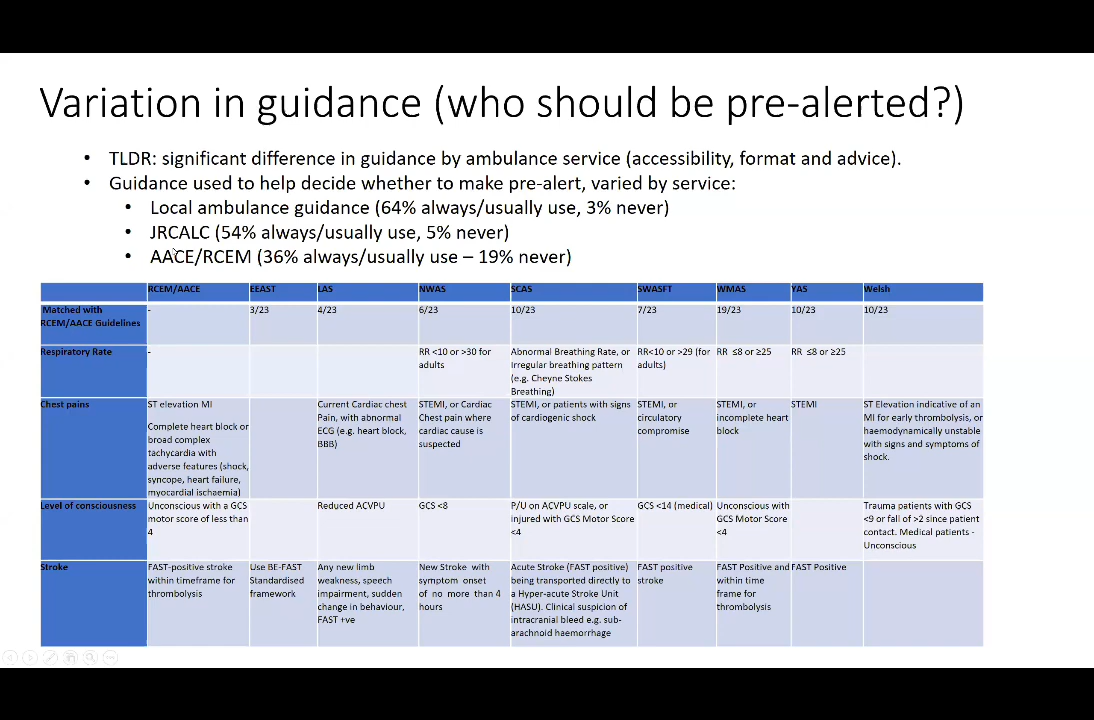 Variation in guidance (who should be pre-alerted?)
• TLDR: significant difference in guidance by ambulance service (accessibility, format and advice).
• Guidance used to help decide whether to make pre-alert, varied by service:
• Local ambulance guidance (64% always/usually use, 3% never)
• JRCALC (54% always/usually use, 5% never)
• AACE/RCEM (36% always/usually use – 19% never)
RCEM/AACE
EEAST
LAS
NWAS
SCAS
SWASFT
WMAS
YAS
Welsh
Matched with
RCEM/AACE Guidelines
-
3/23
4/23
6/23
10/23
7/23
19/23
10/23
10/23
Respiratory Rate
-
RR <10 or >30 for
adults
Abnormal Breathing Rate, or
Irregular breathing pattern
(e.g. Cheyne Stokes
Breathing)
RR<10 or >29 (for
adults)
RR ≤8 or ≥25
RR ≤8 or ≥25
Chest pains
ST elevation MI
Complete heart block or
broad complex
tachycardia with
adverse features (shock,
syncope, heart failure,
myocardial ischaemia)
Current Cardiac chest
Pain, with abnormal
ECG (e.g. heart block,
BBB)
STEMI, or Cardiac
Chest pain where
cardiac cause is
suspected
STEMI, or patients with signs
of cardiogenic shock
STEMI, or
circulatory
compromise
STEMI, or
incomplete heart
block
STEMI
ST Elevation indicative of an
MI for early thrombolysis, or
haemodynamically unstable
with signs and symptoms of
shock.
Level of consciousness
Unconscious with a GCS
motor score of less than
4
Reduced ACVPU
GCS <8
P/U on ACVPU scale, or
injured with GCS Motor Score
<4
GCS <14 (medical)
Unconscious with
GCS Motor Score
<4
Trauma patients with GCS
<9 or fall of >2 since patient
contact. Medical patients -
Unconscious
Stroke
FAST-positive stroke
within timeframe for
thrombolysis
Use BE-FAST
Standardised
framework
Any new limb
weakness, speech
impairment, sudden
change in behaviour,
FAST +ve
New Stroke with
symptom onset
of no more than 4
hours
Acute Stroke (FAST positive)
being transported directly to
a Hyper-acute Stroke Unit
(HASU). Clinical suspicion of
intracranial bleed e.g. sub-
arachnoid haemorrhage
FAST positive
stroke
FAST Positive and
within time
frame for
thrombolysis
FAST Positive